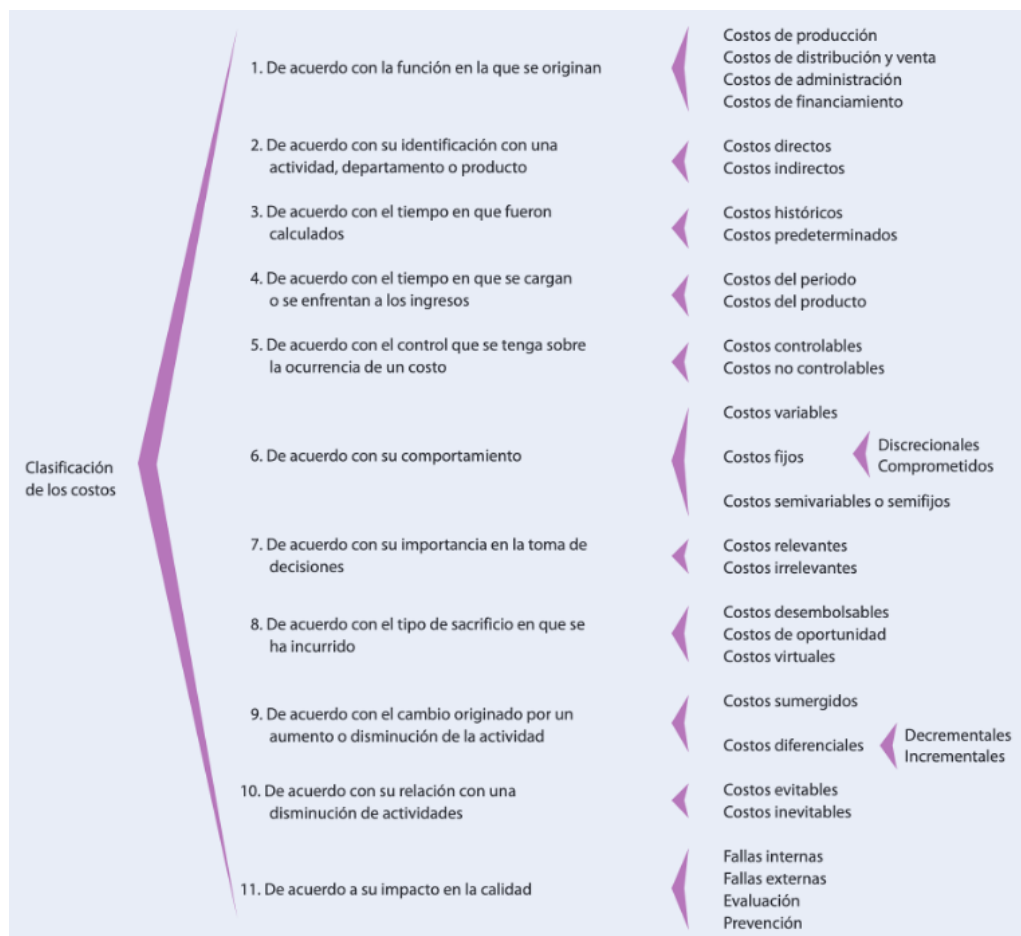 Clasificación
de los costos
1. De acuerdo con la función en la que se originan
Costos de producción
Costos de distribución y venta
Costos de administración
Costos de financiamiento
2. De acuerdo con su identificación con una
actividad, departamento o producto
Costos directos
Costos indirectos
3. De acuerdo con el tiempo en que fueron
calculados
Costos históricos
Costos predeterminados
4. De acuerdo con el tiempo en que se cargan
o se enfrentan a los ingresos
Costos del periodo
Costos del producto
5. De acuerdo con el control que se tenga sobre
la ocurrencia de un costo
Costos controlables
Costos no controlables
6. De acuerdo con su comportamiento
Costos variables
Costos fijos
Discrecionales
Comprometidos
Costos semivariables o semifijos
7. De acuerdo con su importancia en la toma de
decisiones
Costos relevantes
Costos irrelevantes
8. De acuerdo con el tipo de sacrificio en que se
ha incurrido
Costos desembolsables
Costos de oportunidad
Costos virtuales
9. De acuerdo con el cambio originado por un
aumento o disminución de la actividad
Costos sumergidos
Costos diferenciales
Decrementales
Incrementales
10. De acuerdo con su relación con una
disminución de actividades
Costos evitables
Costos inevitables
11. De acuerdo a su impacto en la calidad
Fallas internas
Fallas externas
Evaluación
Prevención